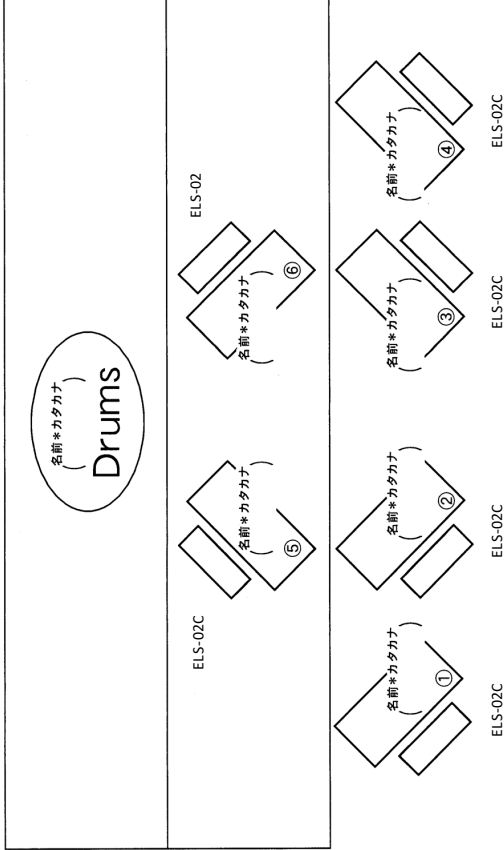 名前＊カタカナ
(　　　)
Drums
ELS-02C
名前＊カタカナ
(　　　)
⑤
ELS-02
名前＊カタカナ
(　　　)
⑥
名前＊カタカナ
(　　　)
①
ELS-02C
名前＊カタカナ
(　　　)
②
ELS-02C
名前＊カタカナ
(　　　)
③
ELS-02C
名前＊カタカナ
(　　　)
④
ELS-02C